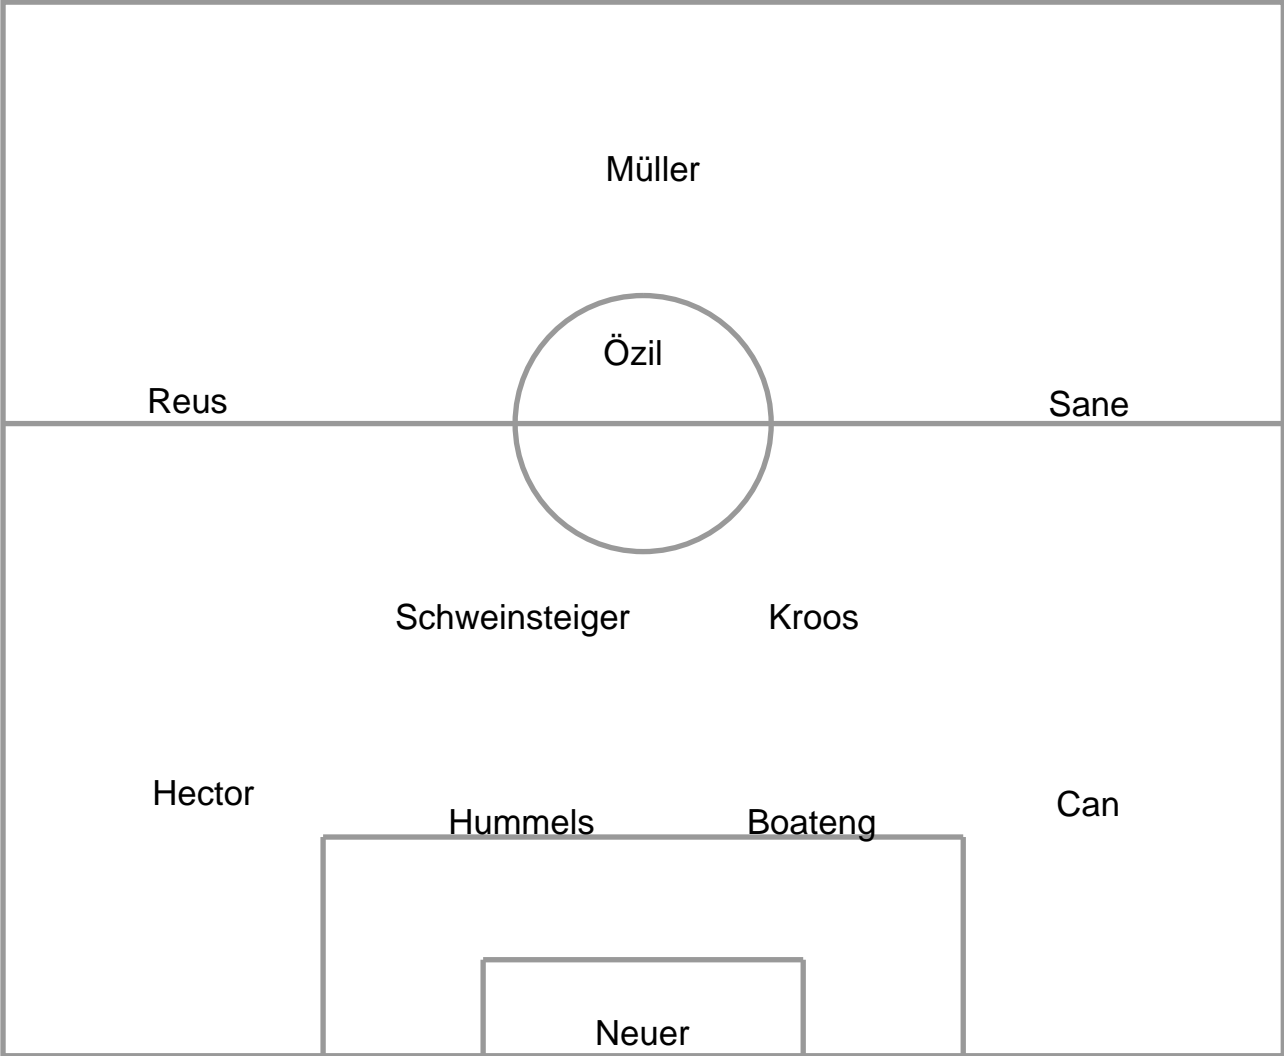 Müller
Özil
Reus
Sane
Schweinsteiger
Kroos
Hector
Hummels
Boateng
Can
Neuer